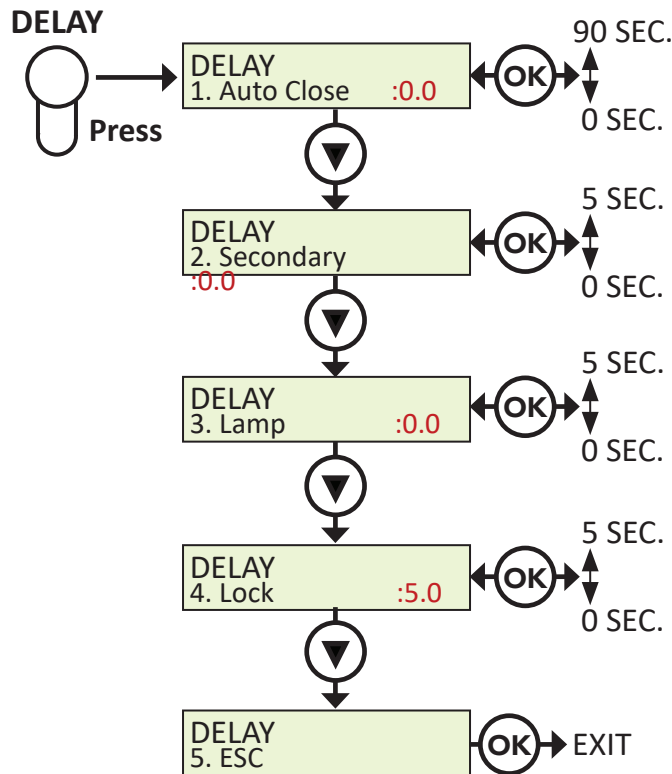 DELAY
Press
DELAY
1. Auto Close :0.0
OK
90 SEC.
0 SEC.
DELAY
2. Secondary
:0.0
OK
5 SEC.
0 SEC.
DELAY
3. Lamp :0.0
OK
5 SEC.
0 SEC.
DELAY
4. Lock :5.0
OK
5 SEC.
0 SEC.
DELAY
5. ESC
OK
EXIT